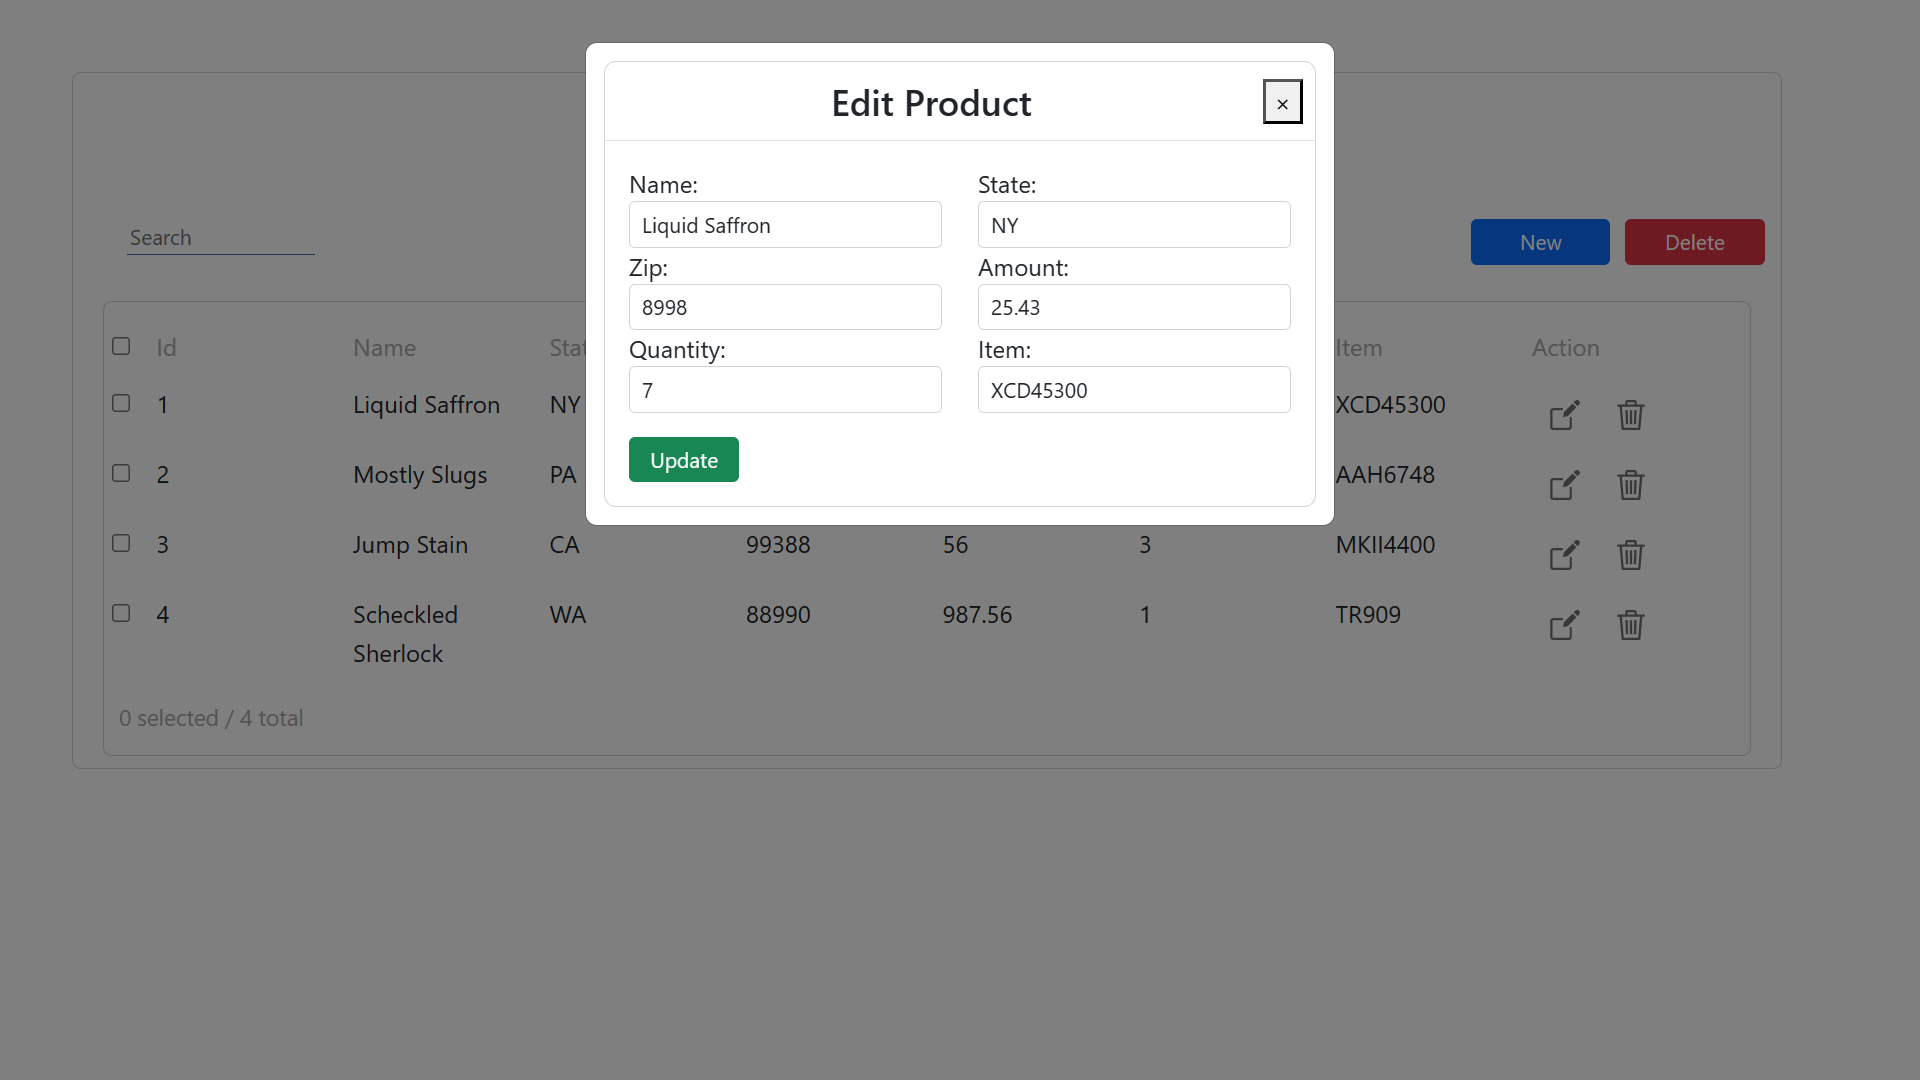 Edit Product
×
Name:
State:
Liquid Saffron
NY
Zip:
Amount:
8998
25.43
Quantity:
Item:
7
XCD45300
Update
Search
New
Delete
Id
Name
Item
Action
1
Liquid Saffron
NY
XCD45300
2
Mostly Slugs
PA
AAH6748
3
Jump Stain
CA
99388
56
3
MKII4400
4
Scheckled
Sherlock
WA
88990
987.56
1
TR909
0 selected / 4 total